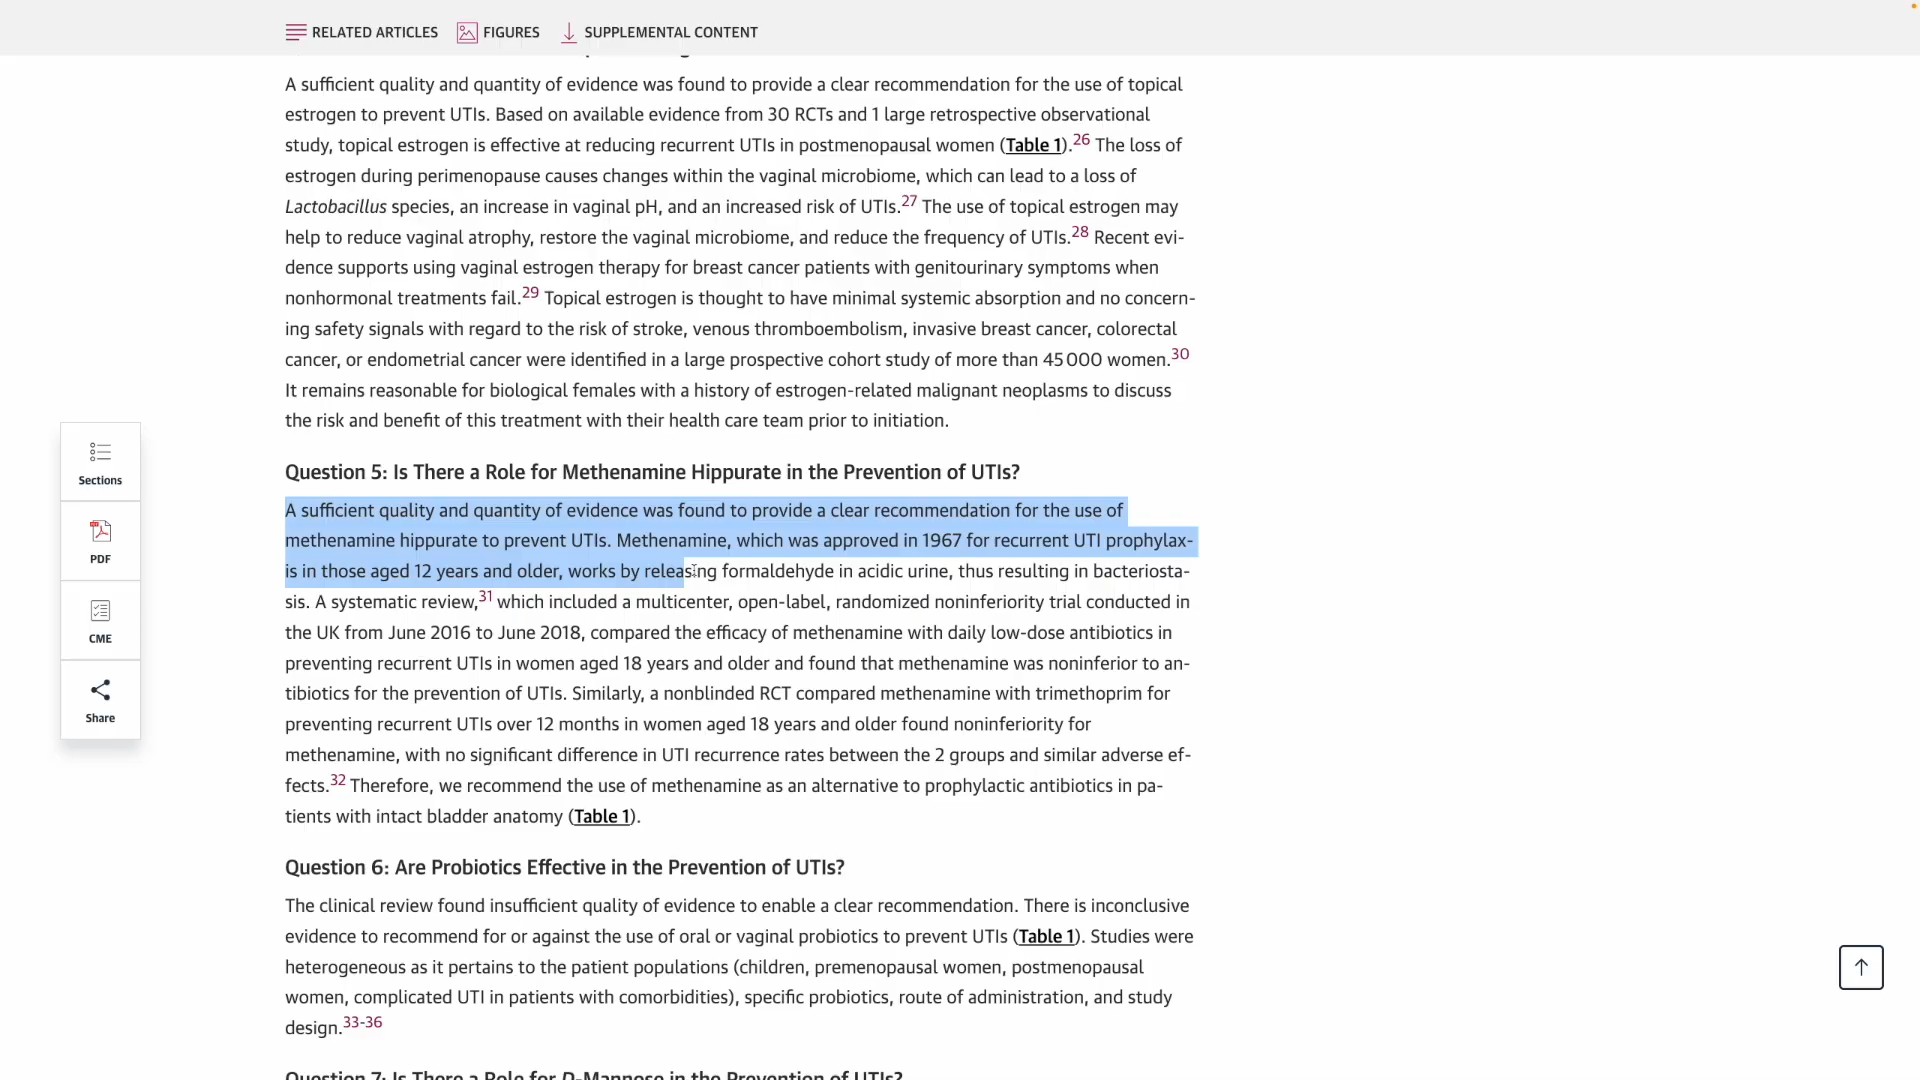 RELATED ARTICLES FIGURES SUPPLEMENTAL CONTENT
A sufficient quality and quantity of evidence was found to provide a clear recommendation for the use of topical
estrogen to prevent UTIs. Based on available evidence from 30 RCTs and 1 large retrospective observational
study, topical estrogen is effective at reducing recurrent UTIs in postmenopausal women (Table 1).26 The loss of
estrogen during perimenopause causes changes within the vaginal microbiome, which can lead to a loss of
Lactobacillus species, an increase in vaginal pH, and an increased risk of UTIs.27 The use of topical estrogen may
help to reduce vaginal atrophy, restore the vaginal microbiome, and reduce the frequency of UTIs.28 Recent evi-
dence supports using vaginal estrogen therapy for breast cancer patients with genitourinary symptoms when
nonhormonal treatments fail.29 Topical estrogen is thought to have minimal systemic absorption and no concern-
ing safety signals with regard to the risk of stroke, venous thromboembolism, invasive breast cancer, colorectal
cancer, or endometrial cancer were identified in a large prospective cohort study of more than 45 000 women.30
It remains reasonable for biological females with a history of estrogen-related malignant neoplasms to discuss
the risk and benefit of this treatment with their health care team prior to initiation.
Question 5: Is There a Role for Methenamine Hippurate in the Prevention of UTIs?
A sufficient quality and quantity of evidence was found to provide a clear recommendation for the use of
methenamine hippurate to prevent UTIs. Methenamine, which was approved in 1967 for recurrent UTI prophylax-
is in those aged 12 years and older, works by releasing formaldehyde in acidic urine, thus resulting in bacteriosta-
sis. A systematic review,31 which included a multicenter, open-label, randomized noninferiority trial conducted in
the UK from June 2016 to June 2018, compared the efficacy of methenamine with daily low-dose antibiotics in
preventing recurrent UTIs in women aged 18 years and older and found that methenamine was noninferior to an-
tibiotics for the prevention of UTIs. Similarly, a nonblinded RCT compared methenamine with trimethoprim for
preventing recurrent UTIs over 12 months in women aged 18 years and older found noninferiority for
methenamine, with no significant difference in UTI recurrence rates between the 2 groups and similar adverse ef-
fects.32 Therefore, we recommend the use of methenamine as an alternative to prophylactic antibiotics in pa-
tients with intact bladder anatomy (Table 1).
Question 6: Are Probiotics Effective in the Prevention of UTIs?
The clinical review found insufficient quality of evidence to enable a clear recommendation. There is inconclusive
evidence to recommend for or against the use of oral or vaginal probiotics to prevent UTIs (Table 1). Studies were
heterogeneous as it pertains to the patient populations (children, premenopausal women, postmenopausal
women, complicated UTI in patients with comorbidities), specific probiotics, route of administration, and study
design.33-36
Question 7: Is There a Role for D-Mannose in the Prevention of UTIs?
Sections
PDF
CME
Share